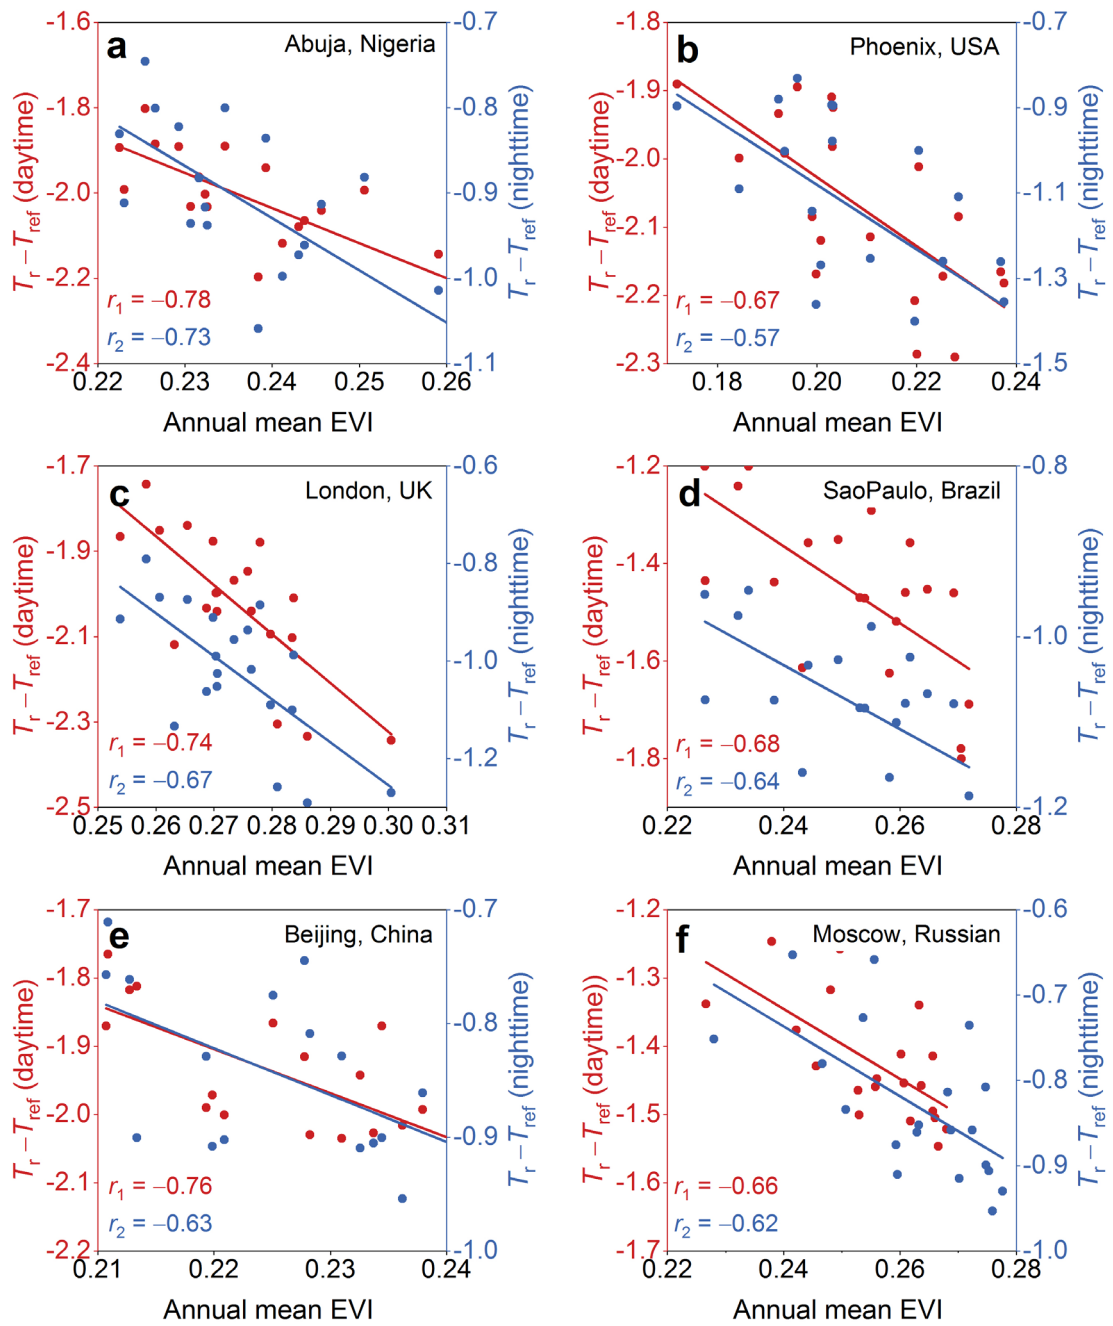 a
Abuja, Nigeria
-1.6
-1.8
-2.0
-2.2
-2.4
-0.7
-0.8
-0.9
-1.0
-1.1
Tr−Tref (daytime)
Tr−Tref (nighttime)
r1 = −0.78
r2 = −0.73
0.22 0.23 0.24 0.25 0.26
Annual mean EVI
b
Phoenix, USA
-1.8
-1.9
-2.0
-2.1
-2.2
-2.3
-0.7
-0.9
-1.1
-1.3
-1.5
Tr−Tref (daytime)
Tr−Tref (nighttime)
r1 = −0.67
r2 = −0.57
0.18 0.20 0.22 0.24
Annual mean EVI
c
London, UK
-1.7
-1.9
-2.1
-2.3
-2.5
-0.6
-0.8
-1.0
-1.2
Tr−Tref (daytime)
Tr−Tref (nighttime)
r1 = −0.74
r2 = −0.67
0.25 0.26 0.27 0.28 0.29 0.30 0.31
Annual mean EVI
d
SaoPaulo, Brazil
-1.2
-1.4
-1.6
-1.8
-0.8
-1.0
-1.2
Tr−Tref (daytime)
Tr−Tref (nighttime)
r1 = −0.68
r2 = −0.64
0.22 0.24 0.26 0.28
Annual mean EVI
e
Beijing, China
-1.7
-1.8
-1.9
-2.0
-2.1
-2.2
-0.7
-0.8
-0.9
-1.0
Tr−Tref (daytime)
Tr−Tref (nighttime)
r1 = −0.76
r2 = −0.63
0.21 0.22 0.23 0.24
Annual mean EVI
f
Moscow, Russian
-1.2
-1.3
-1.4
-1.5
-1.6
-1.7
-0.6
-0.7
-0.8
-0.9
-1.0
Tr−Tref (daytime))
Tr−Tref (nighttime)
r1 = −0.66
r2 = −0.62
0.22 0.24 0.26 0.28
Annual mean EVI